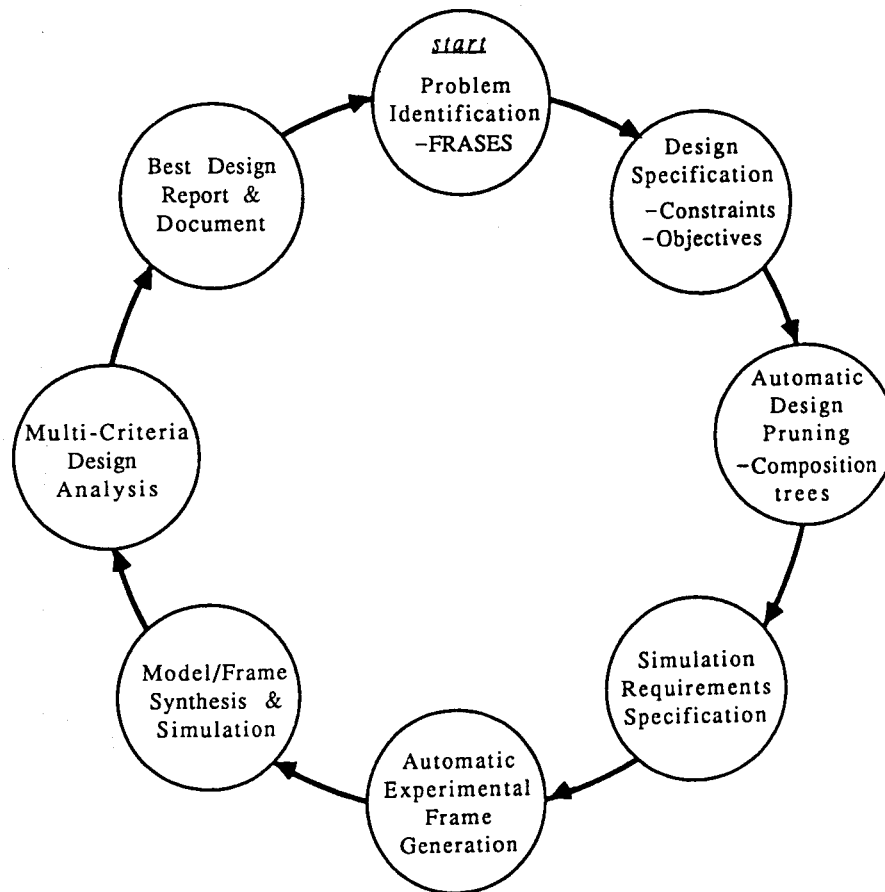 start
Problem
Identification
–FRASES
Design
Specification
–Constraints
–Objectives
Automatic
Design
Pruning
–Composition
trees
Simulation
Requirements
Specification
Automatic
Experimental
Frame
Generation
Model/Frame
Synthesis &
Simulation
Multi-Criteria
Design
Analysis
Best Design
Report &
Document